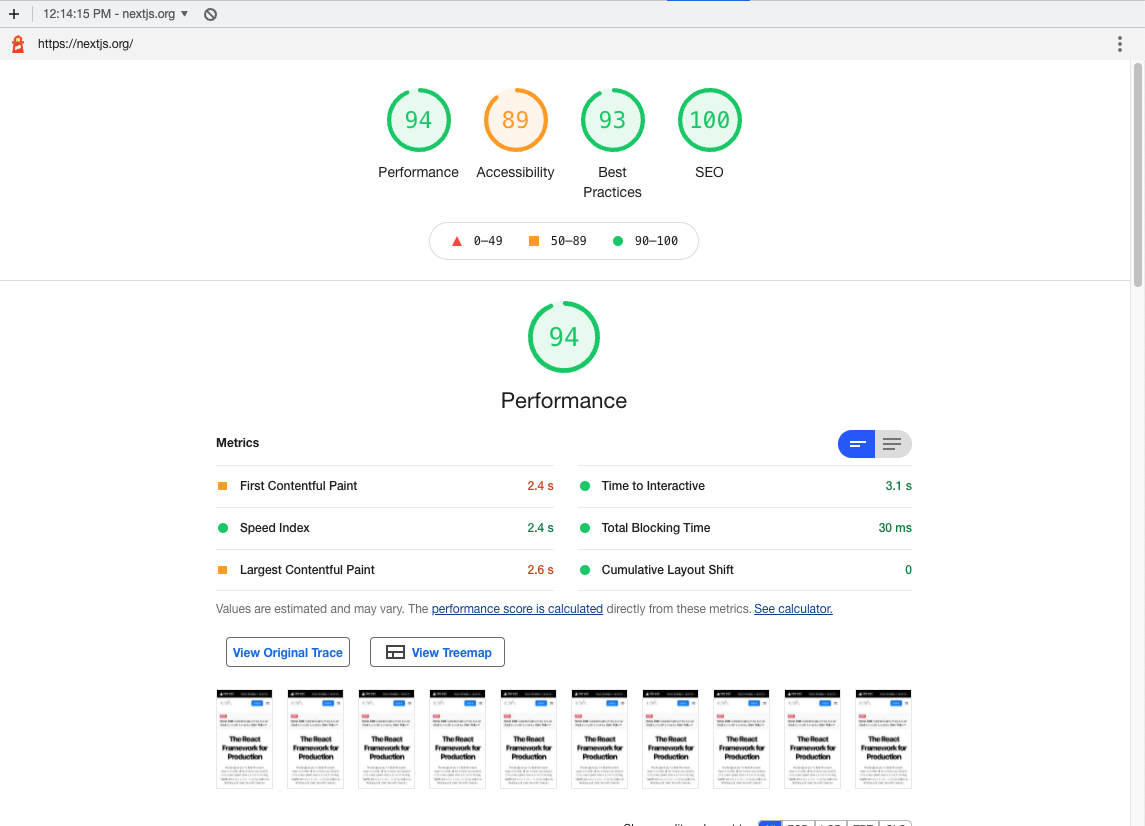 12:14:15 PM - nextjs.org
https://nextjs.org/
94 89 93 100
Performance Accessibility Best Practices SEO
0–49 50–89 90–100
94
Performance
Metrics
First Contentful Paint 2.4 s Time to Interactive 3.1 s
Speed Index 2.4 s Total Blocking Time 30 ms
Largest Contentful Paint 2.6 s Cumulative Layout Shift 0
Values are estimated and may vary. The performance score is calculated directly from these metrics. See calculator.
View Original Trace View Treemap
The React The React The React The React The React The React The React The React The React The React
Framework for Framework for Framework for Framework for Framework for Framework for Framework for Framework for Framework for Framework for
Production Production Production Production Production Production Production Production Production Production